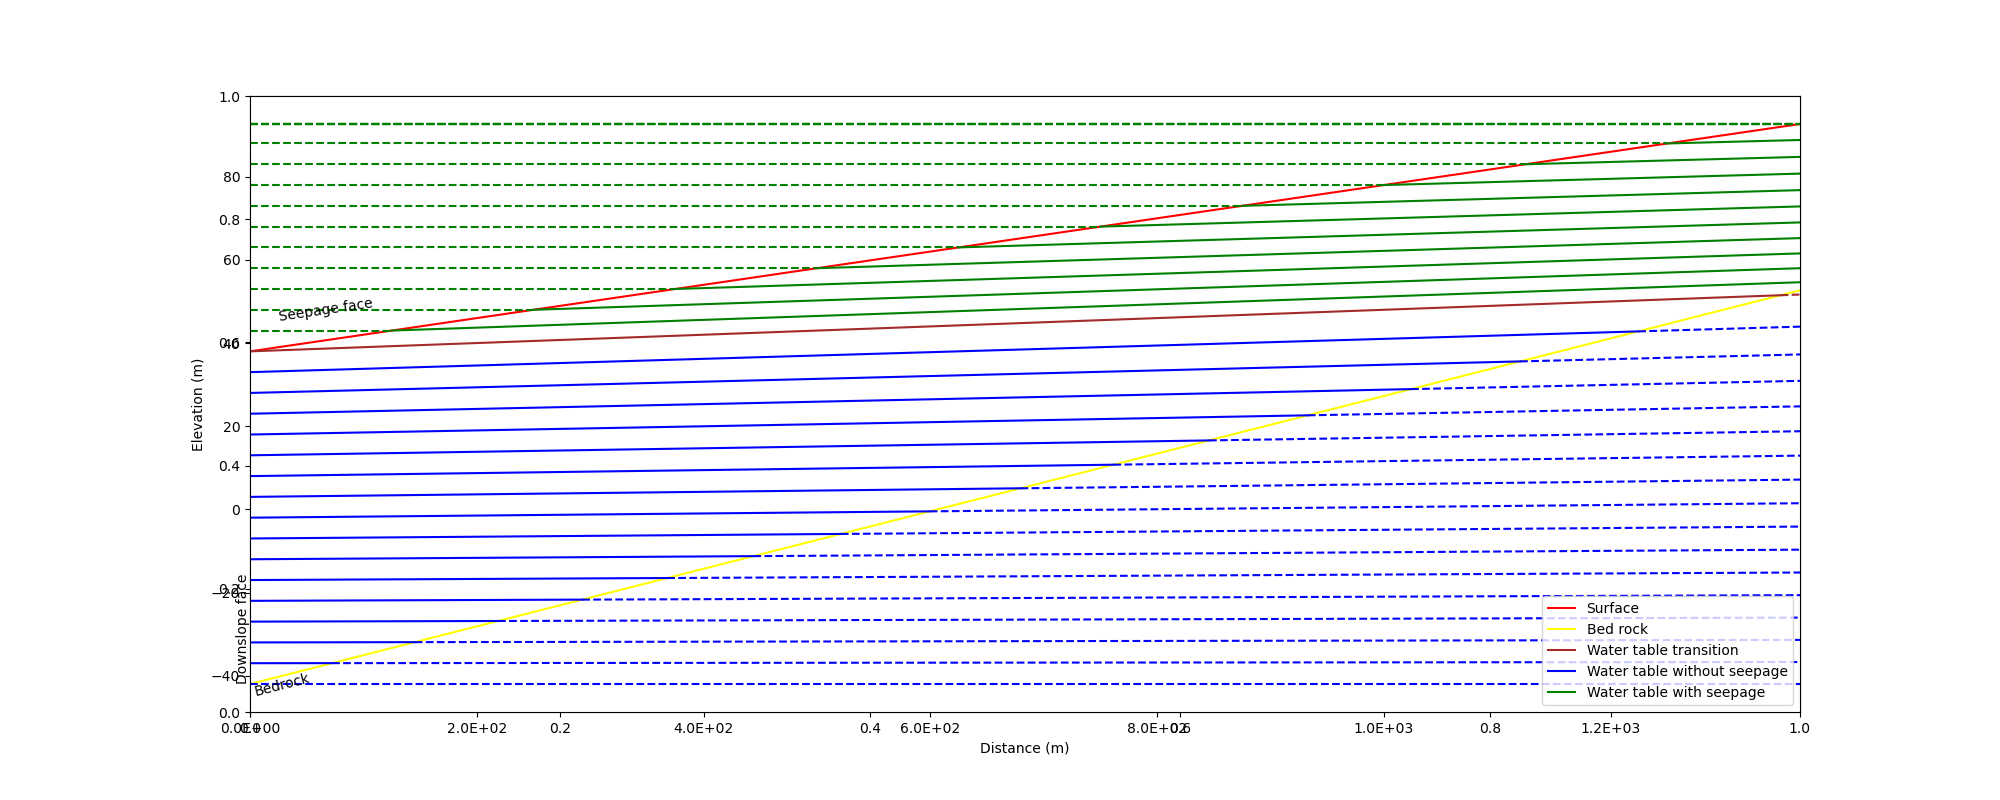 1.0
80
0.8
60
Seepage face
0.6
40
Elevation (m)
20
0.4
0
0.2
−20
Downslope face
−40
Bedrock
0.0
Surface
Bed rock
Water table transition
Water table without seepage
Water table with seepage
0.0E+00 0.0 2.0E+02 0.2 4.0E+02 0.4 6.0E+02 8.0E+02 0.6 1.0E+03 0.8 1.2E+03 1.0
Distance (m)